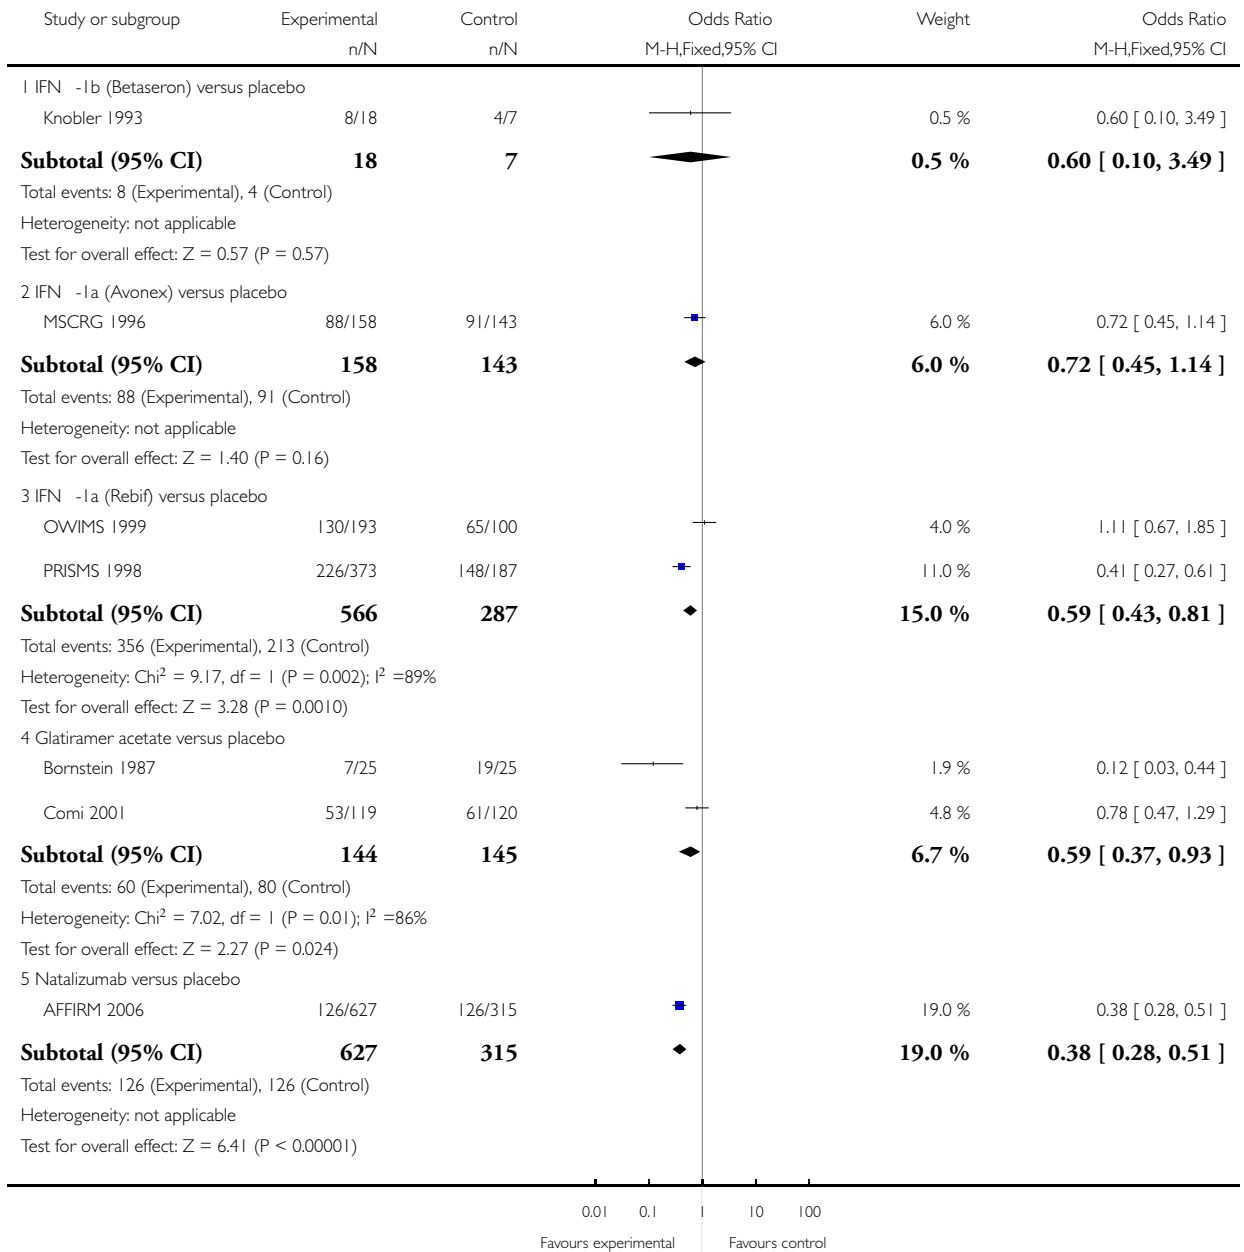 Study or subgroup Experimental Control Odds Ratio Weight Odds Ratio
n/N n/N M-H,Fixed,95% CI M-H,Fixed,95% CI
1 IFN -1b (Betaseron) versus placebo
Knobler 1993 8/18 4/7 0.5 % 0.60 [ 0.10, 3.49 ]
Subtotal (95% CI) 18 7 0.5 % 0.60 [ 0.10, 3.49 ]
Total events: 8 (Experimental), 4 (Control)
Heterogeneity: not applicable
Test for overall effect: Z = 0.57 (P = 0.57)
2 IFN -1a (Avonex) versus placebo
MSCRG 1996 88/158 91/143 6.0 % 0.72 [ 0.45, 1.14 ]
Subtotal (95% CI) 158 143 6.0 % 0.72 [ 0.45, 1.14 ]
Total events: 88 (Experimental), 91 (Control)
Heterogeneity: not applicable
Test for overall effect: Z = 1.40 (P = 0.16)
3 IFN -1a (Rebif) versus placebo
OWIMS 1999 130/193 65/100 4.0 % 1.11 [ 0.67, 1.85 ]
PRISMS 1998 226/373 148/187 11.0 % 0.41 [ 0.27, 0.61 ]
Subtotal (95% CI) 566 287 15.0 % 0.59 [ 0.43, 0.81 ]
Total events: 356 (Experimental), 213 (Control)
Heterogeneity: Chi² = 9.17, df = 1 (P = 0.002); I² =89%
Test for overall effect: Z = 3.28 (P = 0.0010)
4 Glatiramer acetate versus placebo
Bornstein 1987 7/25 19/25 1.9 % 0.12 [ 0.03, 0.44 ]
Comi 2001 53/119 61/120 4.8 % 0.78 [ 0.47, 1.29 ]
Subtotal (95% CI) 144 145 6.7 % 0.59 [ 0.37, 0.93 ]
Total events: 60 (Experimental), 80 (Control)
Heterogeneity: Chi² = 7.02, df = 1 (P = 0.01); I² =86%
Test for overall effect: Z = 2.27 (P = 0.024)
5 Natalizumab versus placebo
AFFIRM 2006 126/627 126/315 19.0 % 0.38 [ 0.28, 0.51 ]
Subtotal (95% CI) 627 315 19.0 % 0.38 [ 0.28, 0.51 ]
Total events: 126 (Experimental), 126 (Control)
Heterogeneity: not applicable
Test for overall effect: Z = 6.41 (P < 0.00001)
0.01 0.1 1 10 100
Favours experimental Favours control